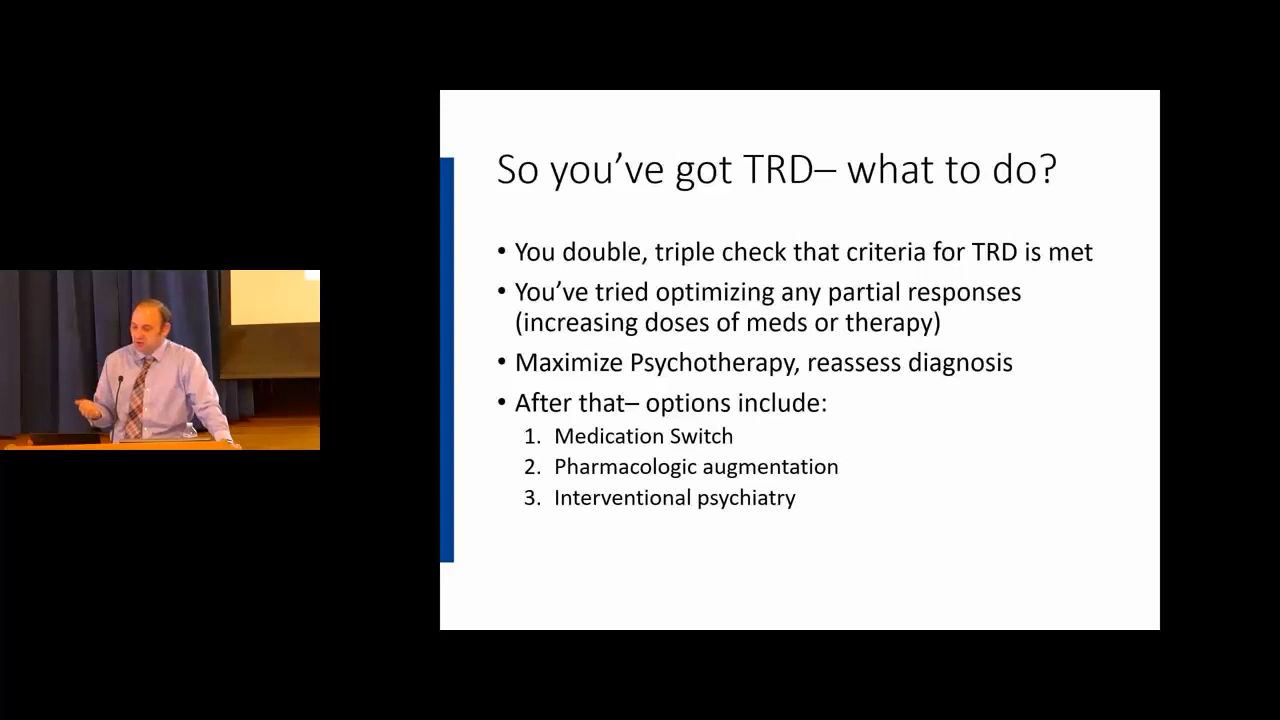 So you’ve got TRD– what to do?
• You double, triple check that criteria for TRD is met
• You’ve tried optimizing any partial responses
(increasing doses of meds or therapy)
• Maximize Psychotherapy, reassess diagnosis
• After that– options include:
1. Medication Switch
2. Pharmacologic augmentation
3. Interventional psychiatry